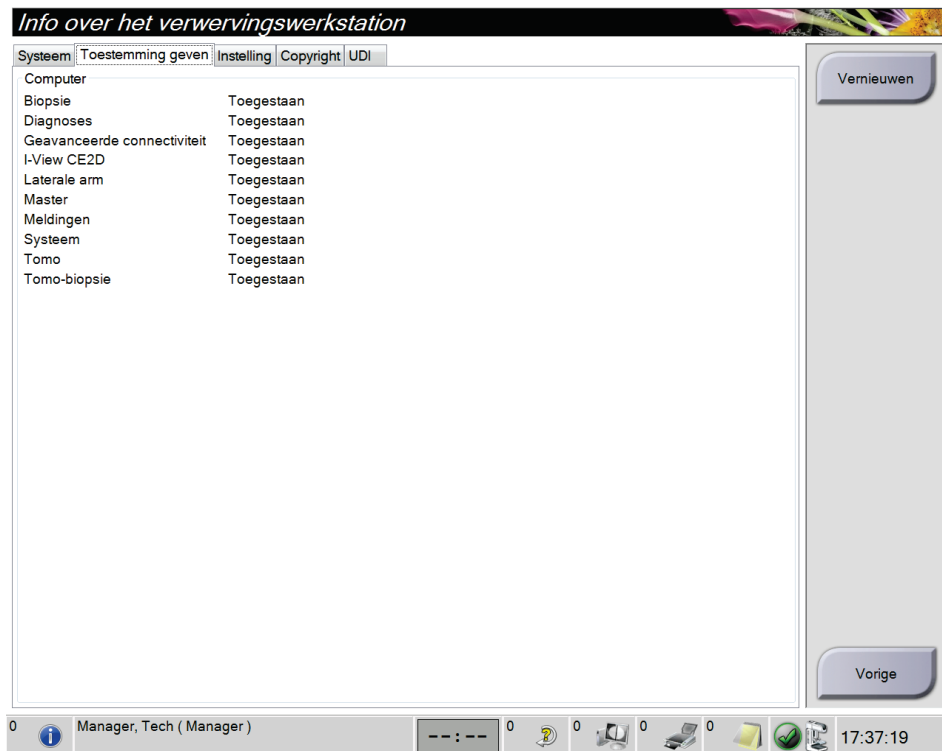 Info over het verwervingswerkstation
Systeem Toestemming geven Instelling Copyright UDI
Vernieuwen
Computer
Biopsie Toegestaan
Diagnoses Toegestaan
Geavanceerde connectiviteit Toegestaan
I-View CE2D Toegestaan
Laterale arm Toegestaan
Master Toegestaan
Meldingen Toegestaan
Systeem Toegestaan
Tomo Toegestaan
Tomo-biopsie Toegestaan
Vorige
0 Manager, Tech ( Manager ) --:-- 0 0 0 0 17:37:19